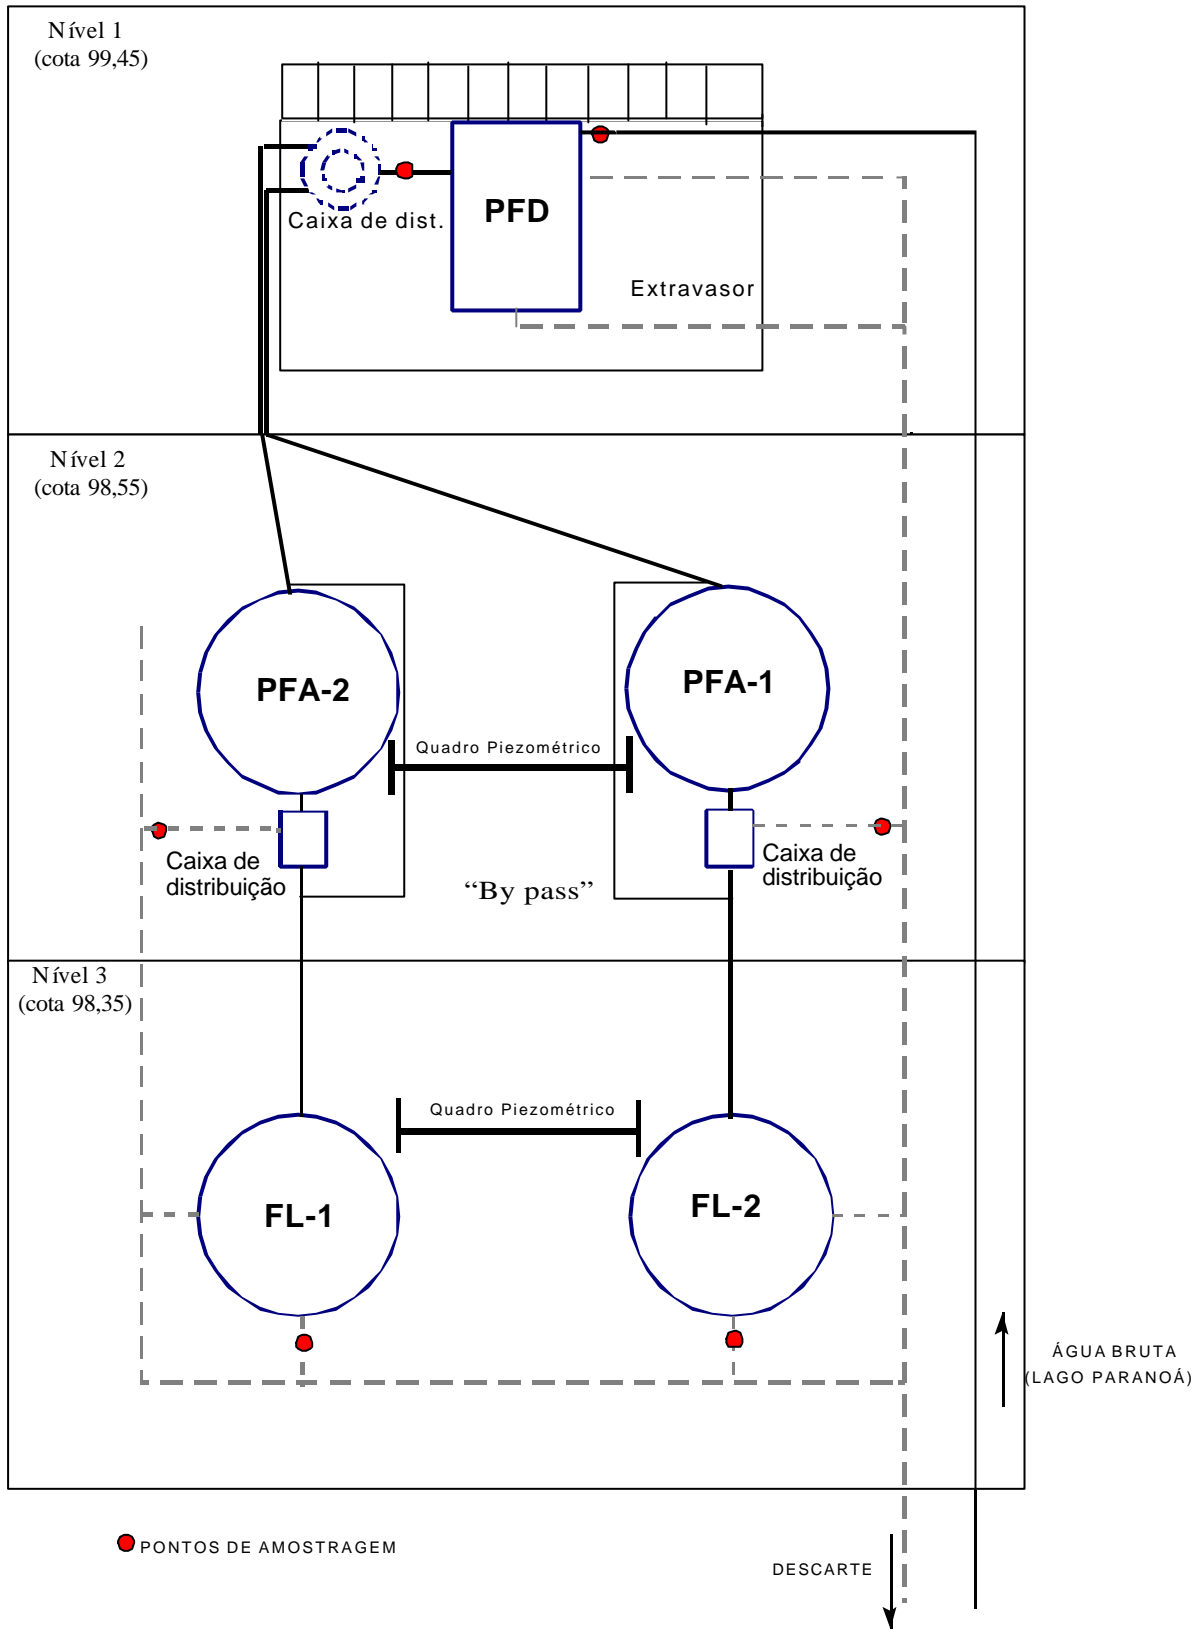 Nível 1
(cota 99,45)
Caixa de dist.
PFD
Extravasor
Nível 2
(cota 98,55)
PFA-2
PFA-1
Quadro Piezométrico
Caixa de
distribuição
“By pass”
Caixa de
distribuição
Nível 3
(cota 98,35)
Quadro Piezométrico
FL-1
FL-2
ÁGUA BRUTA
(LAGO PARANOÁ)
PONTOS DE AMOSTRAGEM
DESCARTE